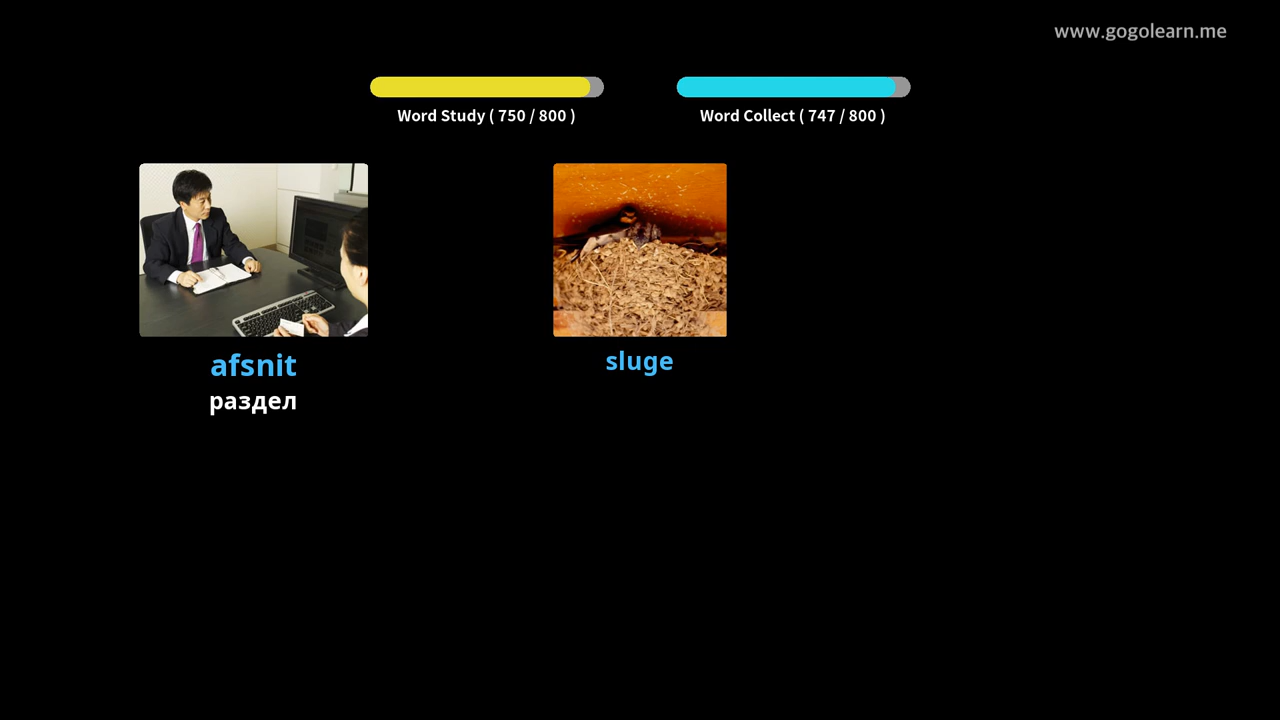 www.gogolearn.me
Word Study ( 750 / 800 )
Word Collect ( 747 / 800 )
afsnit
раздел
sluge